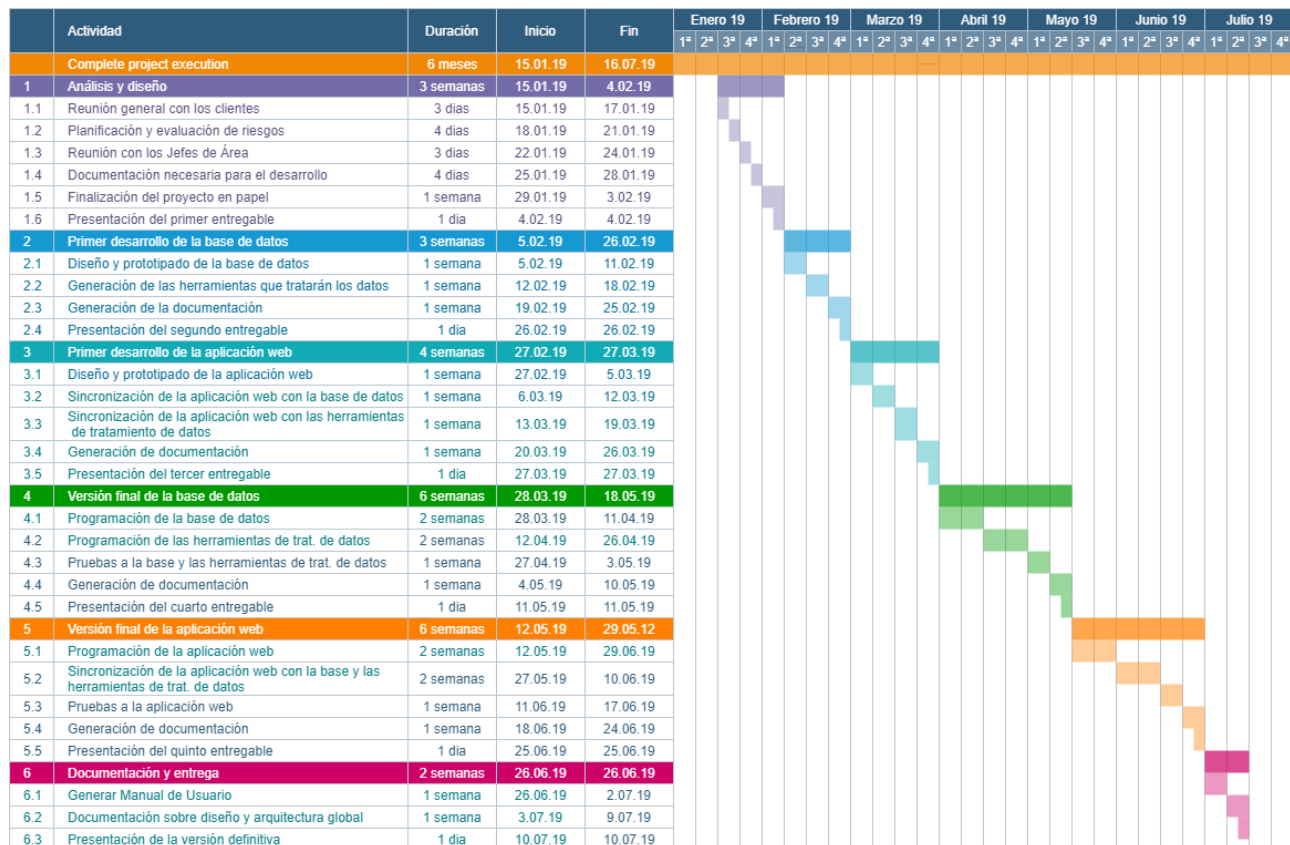 Actividad Duración Inicio Fin Enero 19 Febrero 19 Marzo 19 Abril 19 Mayo 19 Junio 19 Julio 19
1ª 2ª 3ª 4ª 1ª 2ª 3ª 4ª 1ª 2ª 3ª 4ª 1ª 2ª 3ª 4ª 1ª 2ª 3ª 4ª 1ª 2ª 3ª 4ª 1ª 2ª 3ª 4ª
Complete project execution 6 meses 15.01.19 16.07.19
1 Análisis y diseño 3 semanas 15.01.19 4.02.19
1.1 Reunión general con los clientes 3 dias 15.01.19 17.01.19
1.2 Planificación y evaluación de riesgos 4 dias 18.01.19 21.01.19
1.3 Reunión con los Jefes de Área 3 dias 22.01.19 24.01.19
1.4 Documentación necesaria para el desarrollo 4 dias 25.01.19 28.01.19
1.5 Finalización del proyecto en papel 1 semana 29.01.19 3.02.19
1.6 Presentación del primer entregable 1 dia 4.02.19 4.02.19
2 Primer desarrollo de la base de datos 3 semanas 5.02.19 26.02.19
2.1 Diseño y prototipado de la base de datos 1 semana 5.02.19 11.02.19
2.2 Generación de las herramientas que tratarán los datos 1 semana 12.02.19 18.02.19
2.3 Generación de la documentación 1 semana 19.02.19 25.02.19
2.4 Presentación del segundo entregable 1 dia 26.02.19 26.02.19
3 Primer desarrollo de la aplicación web 4 semanas 27.02.19 27.03.19
3.1 Diseño y prototipado de la aplicación web 1 semana 27.02.19 5.03.19
3.2 Sincronización de la aplicación web con la base de datos 1 semana 6.03.19 12.03.19
3.3 Sincronización de la aplicación web con las herramientas
de tratamiento de datos 1 semana 13.03.19 19.03.19
3.4 Generación de documentación 1 semana 20.03.19 26.03.19
3.5 Presentación del tercer entregable 1 dia 27.03.19 27.03.19
4 Versión final de la base de datos 6 semanas 28.03.19 18.05.19
4.1 Programación de la base de datos 2 semanas 28.03.19 11.04.19
4.2 Programación de las herramientas de trat. de datos 2 semanas 12.04.19 26.04.19
4.3 Pruebas a la base y las herramientas de trat. de datos 1 semana 27.04.19 3.05.19
4.4 Generación de documentación 1 semana 4.05.19 10.05.19
4.5 Presentación del cuarto entregable 1 dia 11.05.19 11.05.19
5 Versión final de la aplicación web 6 semanas 12.05.19 29.05.12
5.1 Programación de la aplicación web 2 semanas 12.05.19 29.06.19
5.2 Sincronización de la aplicación web con la base y las
herramientas de trat. de datos 2 semanas 27.05.19 10.06.19
5.3 Pruebas a la aplicación web 1 semana 11.06.19 17.06.19
5.4 Generación de documentación 1 semana 18.06.19 24.06.19
5.5 Presentación del quinto entregable 1 dia 25.06.19 25.06.19
6 Documentación y entrega 2 semanas 26.06.19 26.06.19
6.1 Generar Manual de Usuario 1 semana 26.06.19 2.07.19
6.2 Documentación sobre diseño y arquitectura global 1 semana 3.07.19 9.07.19
6.3 Presentación de la versión definitiva 1 dia 10.07.19 10.07.19